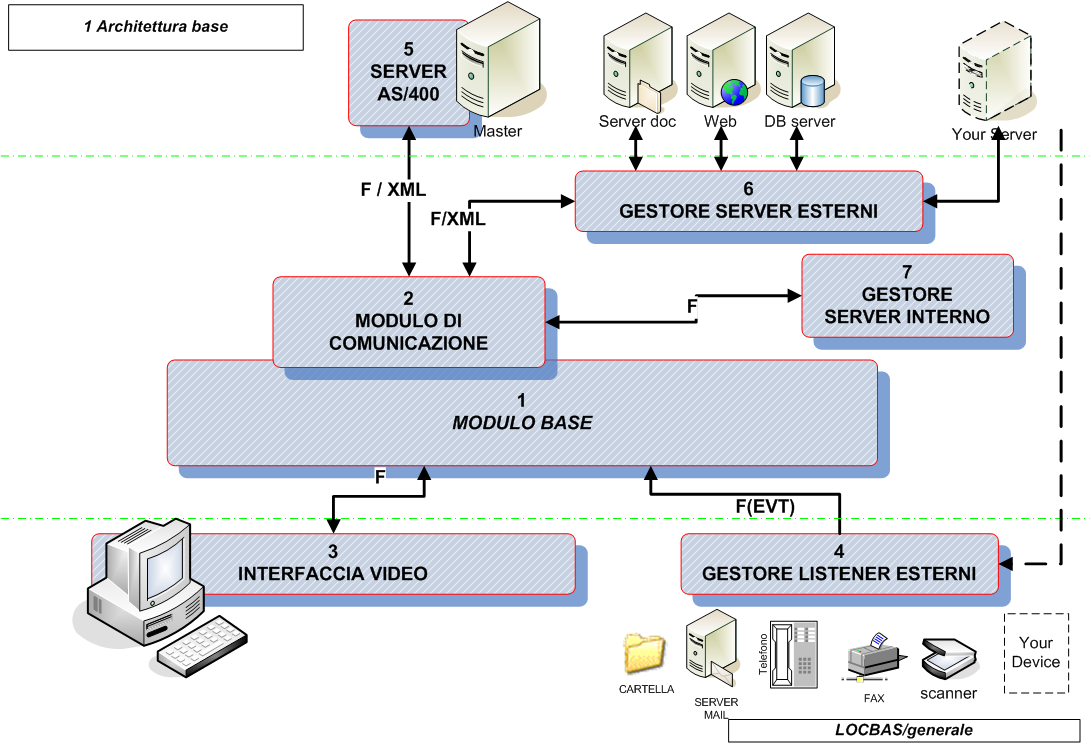 1 Architettura base
5
SERVER
AS/400
Master
Server doc
Web
DB server
Your Server
F / XML
F/XML
6
GESTORE SERVER ESTERNI
7
GESTORE
SERVER INTERNO
F
2
MODULO DI
COMUNICAZIONE
1
MODULO BASE
F
F(EVT)
3
INTERFACCIA VIDEO
4
GESTORE LISTENER ESTERNI
CARTELLA
SERVER
MAIL
Telefono
FAX
scanner
Your
Device
LOCBAS/generale